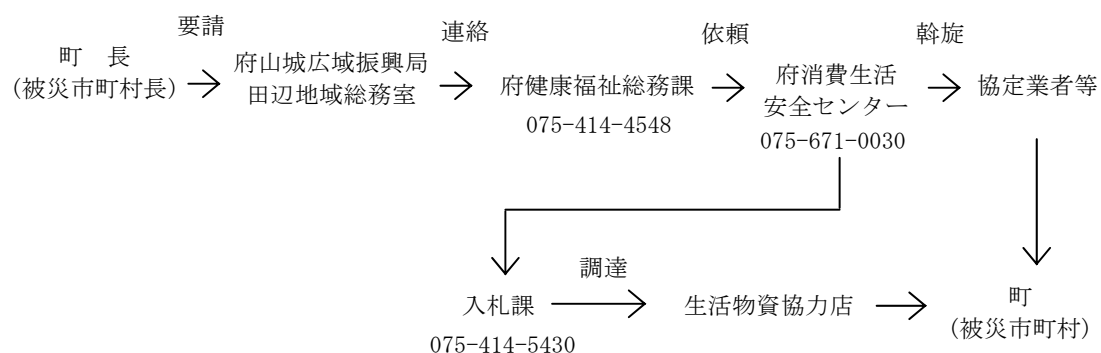 要請
連絡
依頼
斡旋
町　長
(被災市町村長)
府山城広域振興局
田辺地域総務室
府健康福祉総務課
075-414-4548
府消費生活
安全センター
075-671-0030
協定業者等
調達
入札課
075-414-5430
生活物資協力店
町
(被災市町村)